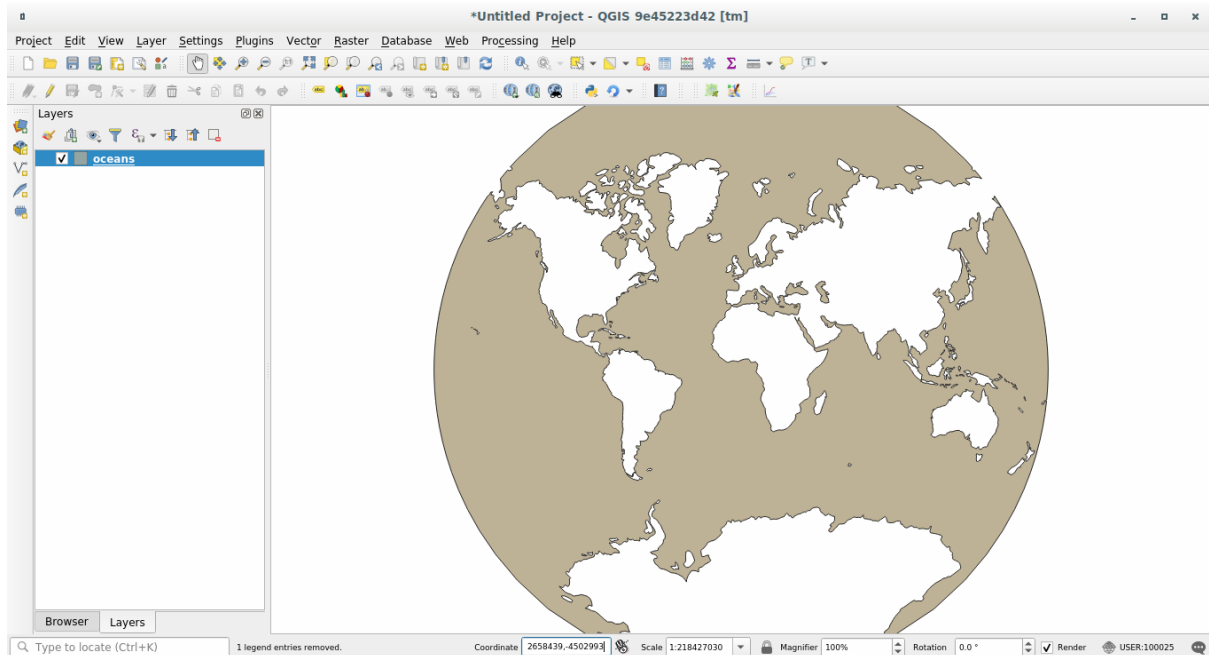 *Untitled Project - QGIS 9e45223d42 [tm]
Project Edit View Layer Settings Plugins Vector Raster Database Web Processing Help
Layers
oceans
Browser Layers
Type to locate (Ctrl+K) 1 legend entries removed. Coordinate 2658439,-4502993 Scale 1:218427030 Magnifier 100% Rotation 0.0 ° Render USER:100025